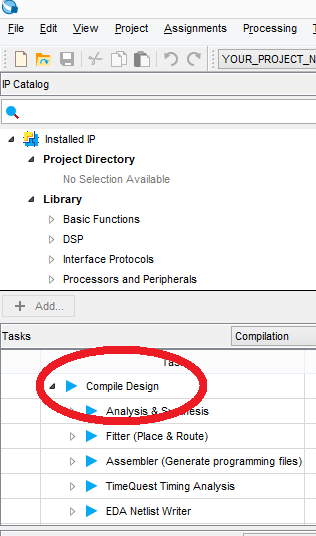 File Edit View Project Assignments Processing
YOUR_PROJECT_N
IP Catalog
Installed IP
Project Directory
No Selection Available
Library
Basic Functions
DSP
Interface Protocols
Processors and Peripherals
+ Add...
Tasks Compilation
Compile Design
Analysis & Synthesis
Fitter (Place & Route)
Assembler (Generate programming files)
TimeQuest Timing Analysis
EDA Netlist Writer